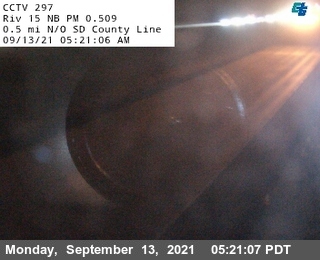 CCTV 297
Riv 15 NB PM 0.509
0.5 mi N/O SD County Line
09/13/21 05:21:06 AM
Monday, September 13, 2021 05:21:07 PDT